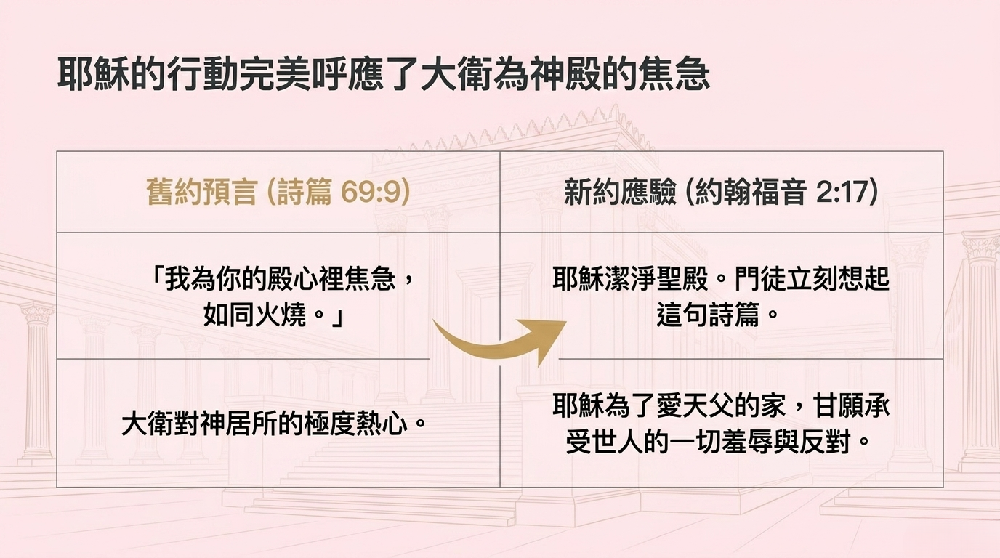 耶穌的行動完美呼應了大衛為神殿的焦急
舊約預言 (詩篇 69:9)
新約應驗 (約翰福音 2:17)
「我為你的殿心裡焦急，
如同火燒。」
耶穌潔淨聖殿。門徒立刻想起
這句詩篇。
大衛對神居所的極度熱心。
耶穌為了愛天父的家，甘願承
受世人的一切羞辱與反對。